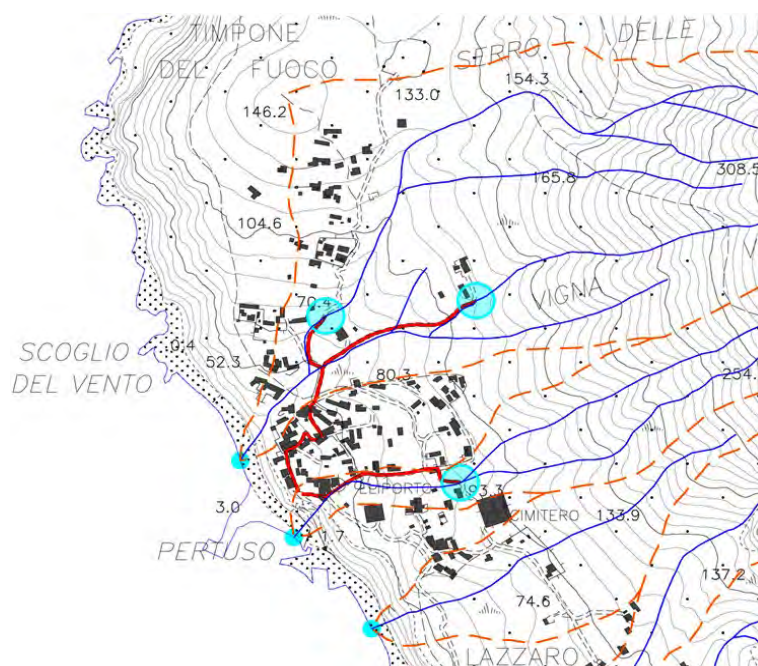 TIMPONE
DEL FUOCO
SERRO
DELLE
154.3
133.0
146.2
308.5
165.8
104.6
VIGNA
70.4
0.4
SCOGLIO
DEL VENTO
52.3
80.3
254.
ELIPORTO
93.3
CIMITERO
133.9
3.0
PERTUSO
1.7
137.2
74.6
LAZZARO